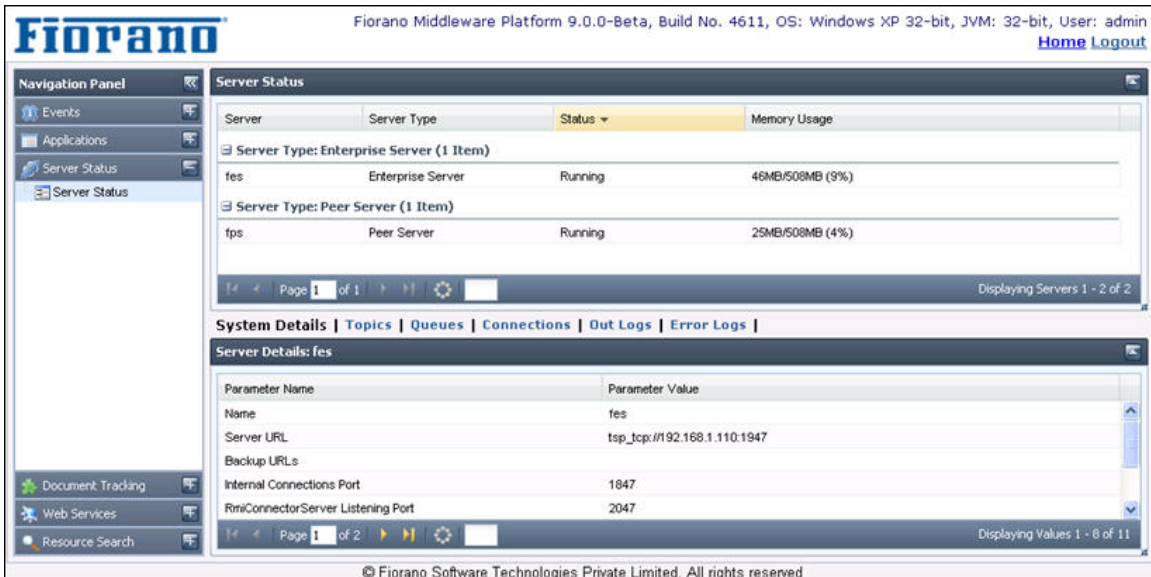 Fiorano
Fiorano Middleware Platform 9.0.0-Beta, Build No. 4611, OS: Windows XP 32-bit, JVM: 32-bit, User: admin
Home Logout
Navigation Panel
Events
Applications
Server Status
Server Status
Document Tracking
Web Services
Resource Search
Server Status
Server Server Type Status Memory Usage
Server Type: Enterprise Server (1 Item)
fes Enterprise Server Running 46MB/508MB (9%)
Server Type: Peer Server (1 Item)
fps Peer Server Running 25MB/508MB (4%)
Page 1 of 1 Displaying Servers 1 - 2 of 2
System Details | Topics | Queues | Connections | Out Logs | Error Logs |
Server Details: fes
Parameter Name Parameter Value
Name fes
Server URL tsp_tcp://192.168.1.110:1947
Backup URLs
Internal Connections Port 1847
RmiConnectorServer Listening Port 2047
Page 1 of 2 Displaying Values 1 - 8 of 11
© Fiorano Software Technologies Private Limited. All rights reserved